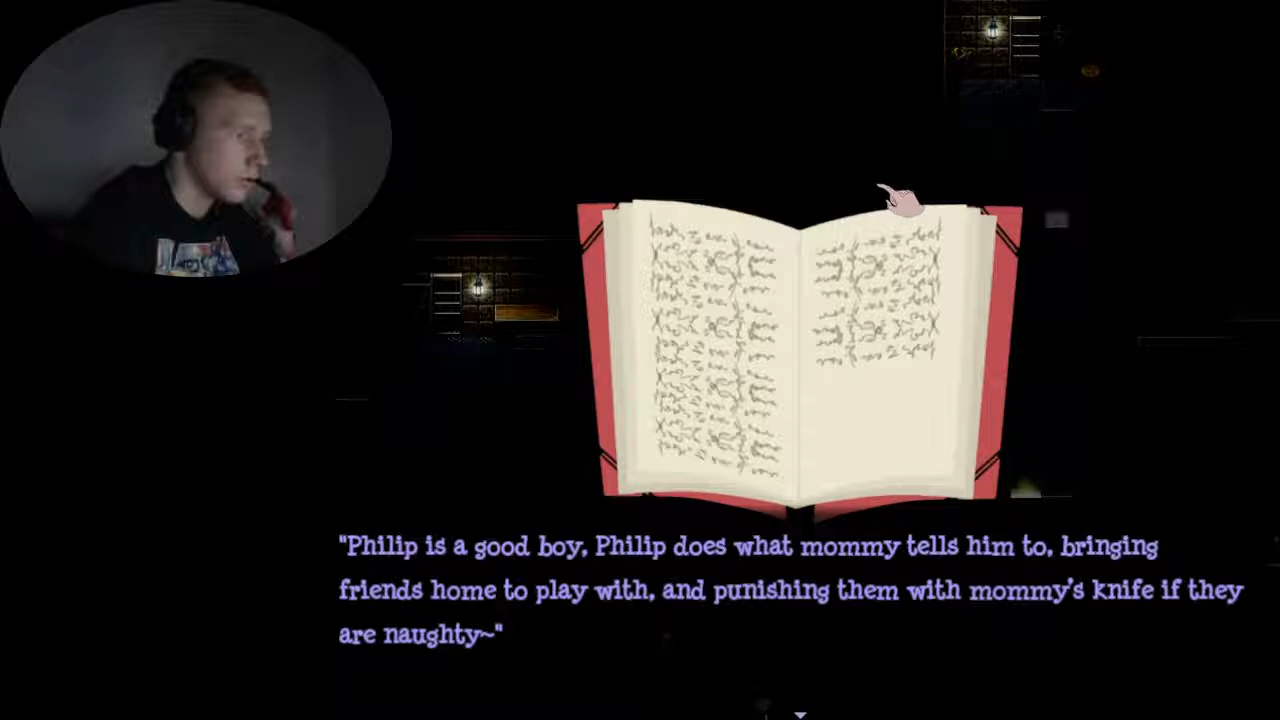 "Philip is a good boy. Philip does what mommy tells him to, bringing
friends home to play with, and punishing them with mommy's knife if they
are naughty~"